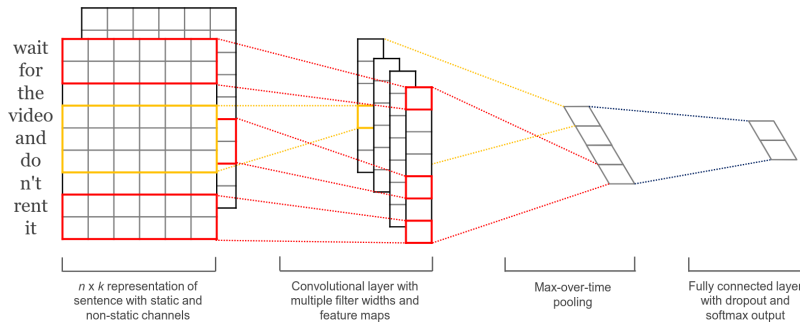 wait
for
the
video
and
do
n't
rent
it
n x k representation of
sentence with static and
non-static channels
Convolutional layer with
multiple filter widths and
feature maps
Max-over-time
pooling
Fully connected layer
with dropout and
softmax output